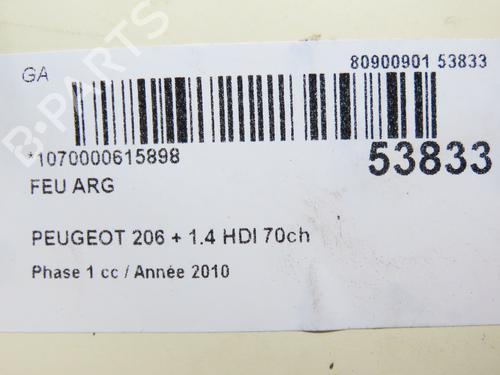 GA
80900901 53833
*1070000615898
53833
FEU ARG
PEUGEOT 206 + 1.4 HDI 70ch
Phase 1 cc / Année 2010
B-PARTS